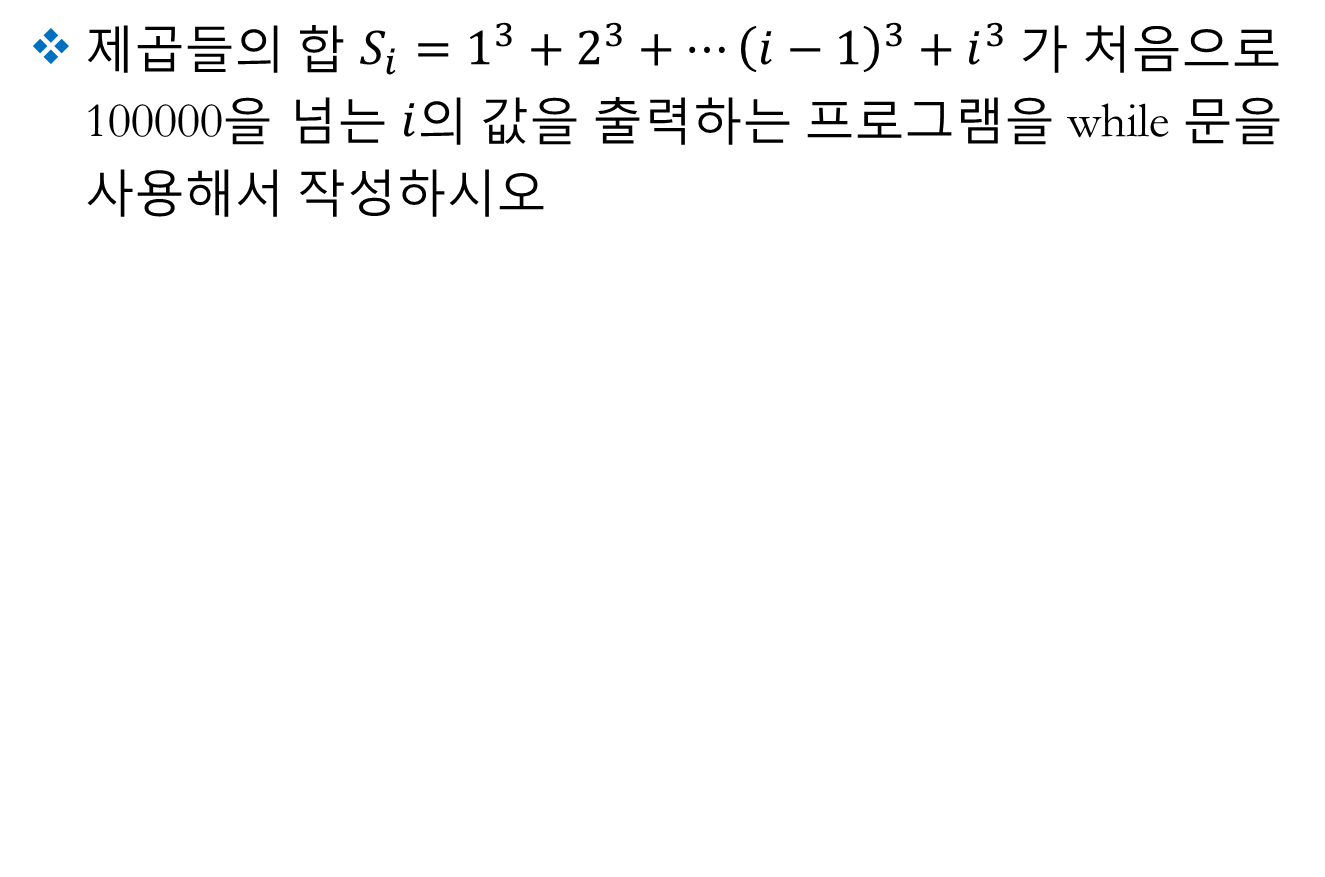 ❖ 제곱들의 합 𝑆ᵢ = 1³ + 2³ + ⋯ (𝑖 − 1)³ + 𝑖³ 가 처음으로
100000을 넘는 𝑖의 값을 출력하는 프로그램을 while 문을
사용해서 작성하시오